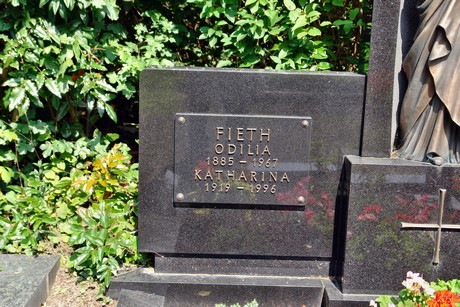 FIETH
ODILIA
1885 - 1967
KATHARINA
1919 - 1996